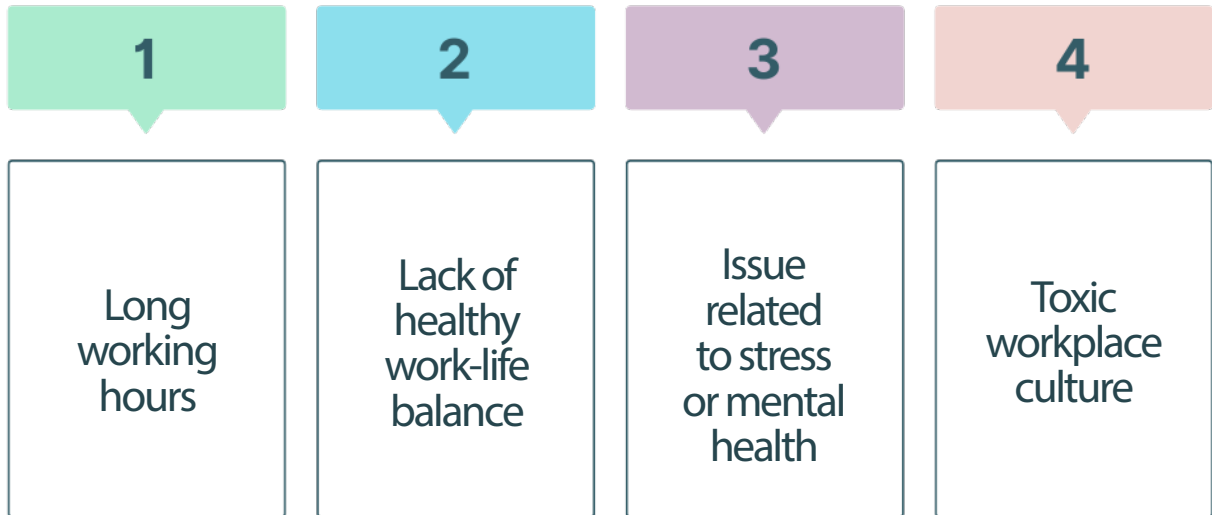 1
Long
working
hours
2
Lack of
healthy
work-life
balance
3
Issue
related
to stress
or mental
health
4
Toxic
workplace
culture